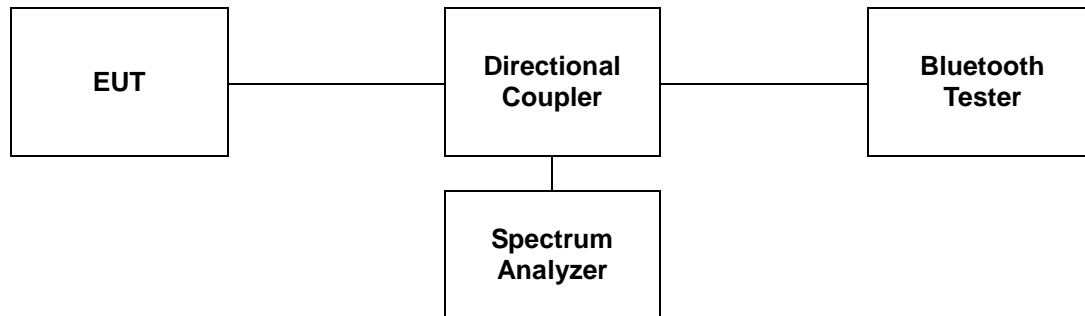 EUT
Directional
Coupler
Bluetooth
Tester
Spectrum
Analyzer